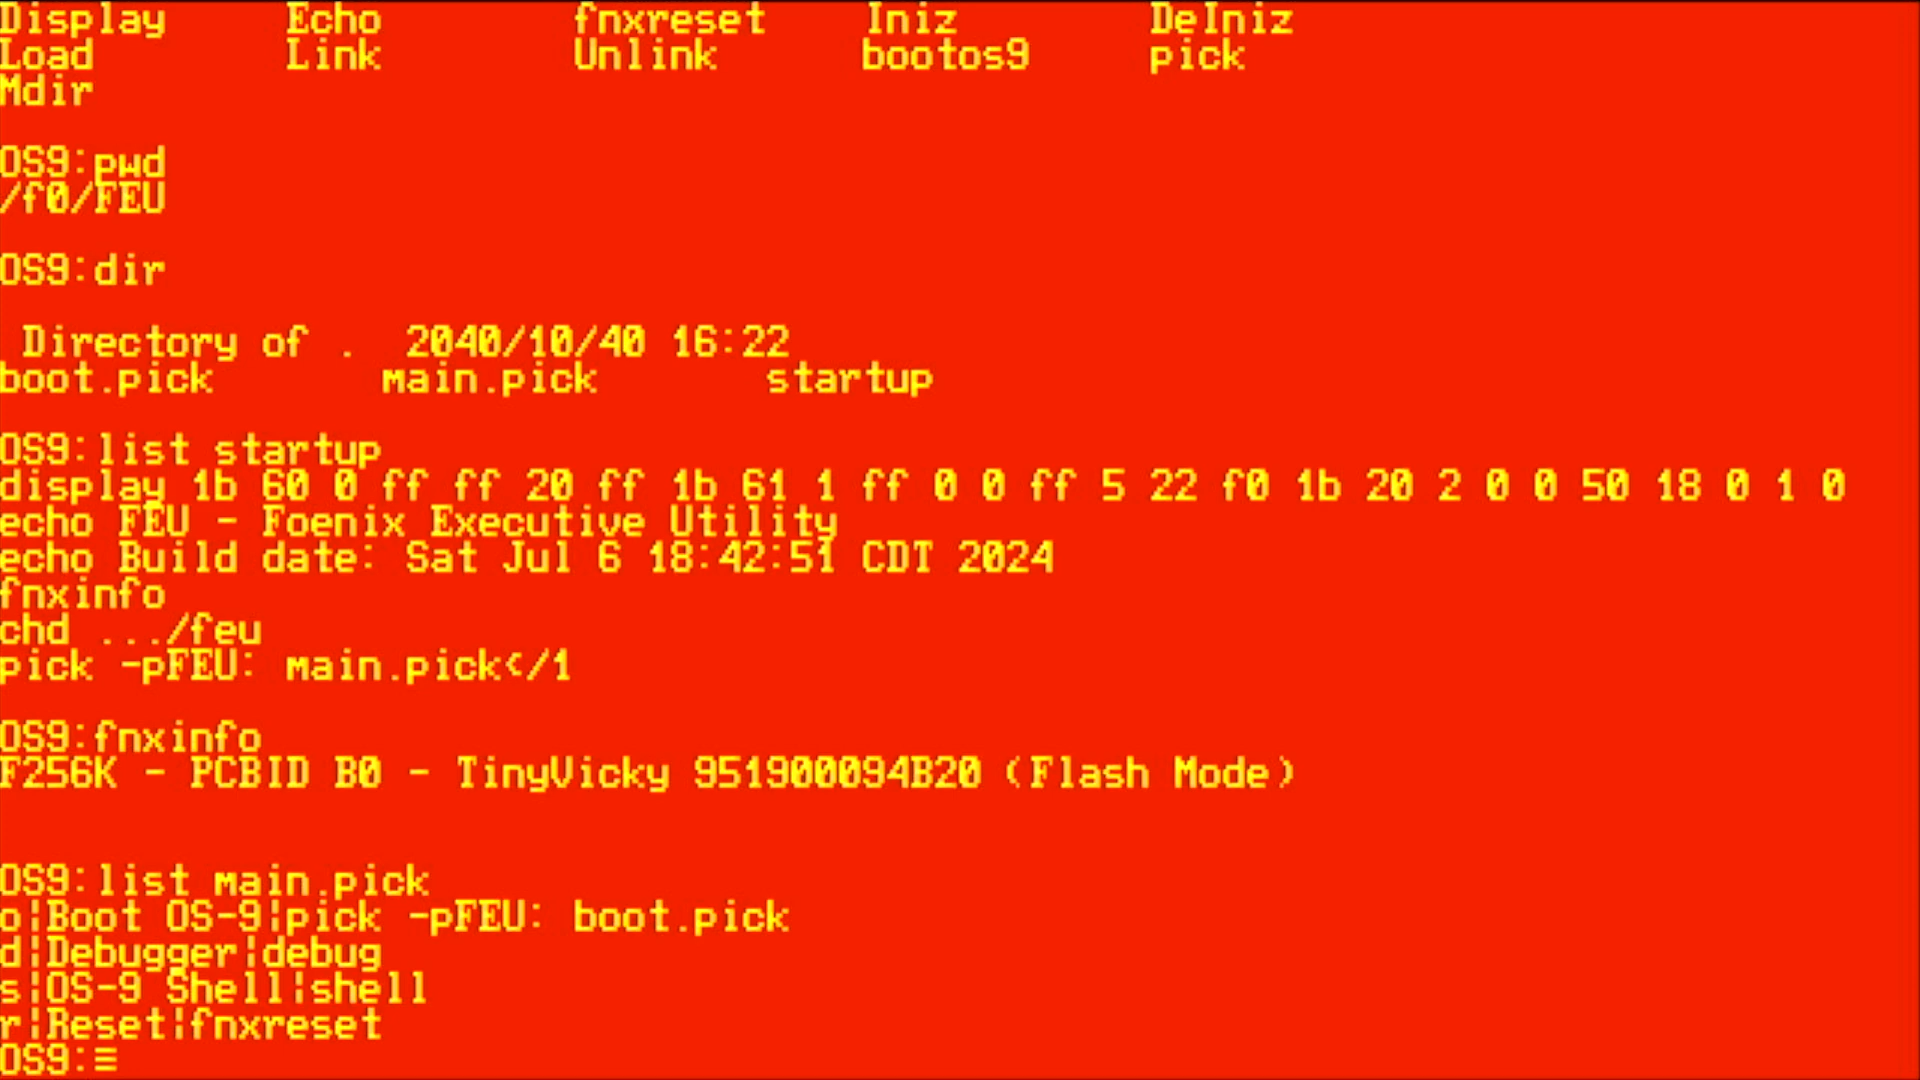 Display Echo fnxreset Iniz DeIniz
Load Link Unlink bootos9 pick
Mdir
OS9:pwd
/f0/FEU
OS9:dir
Directory of . 2040/10/40 16:22
boot.pick main.pick startup
OS9:list startup
display 1b 60 0 ff ff 20 ff 1b 61 1 ff 0 0 ff 5 22 f0 1b 20 2 0 0 50 18 0 1 0
echo FEU - Foenix Executive Utility
echo Build date: Sat Jul 6 18:42:51 CDT 2024
fnxinfo
chd .../feu
pick -pFEU: main.pick</1
OS9:fnxinfo
F256K - PCBID B0 - TinyVicky 951900094B20 (Flash Mode)
OS9:list main.pick
o|Boot OS-9|pick -pFEU: boot.pick
d|Debugger|debug
s|OS-9 Shell|shell
r|Reset|fnxreset
OS9: